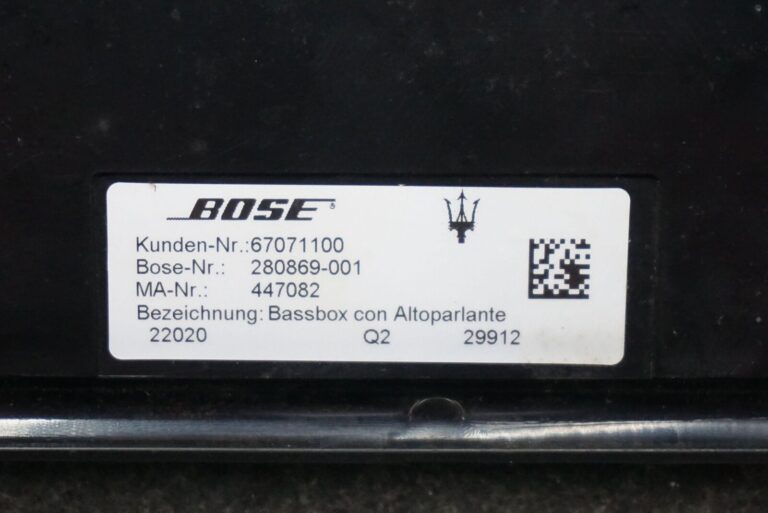 BOSE®
Kunden-Nr.:67071100
Bose-Nr.: 280869-001
MA-Nr.: 447082
Bezeichnung: Bassbox con Altoparlante
22020 Q2 29912